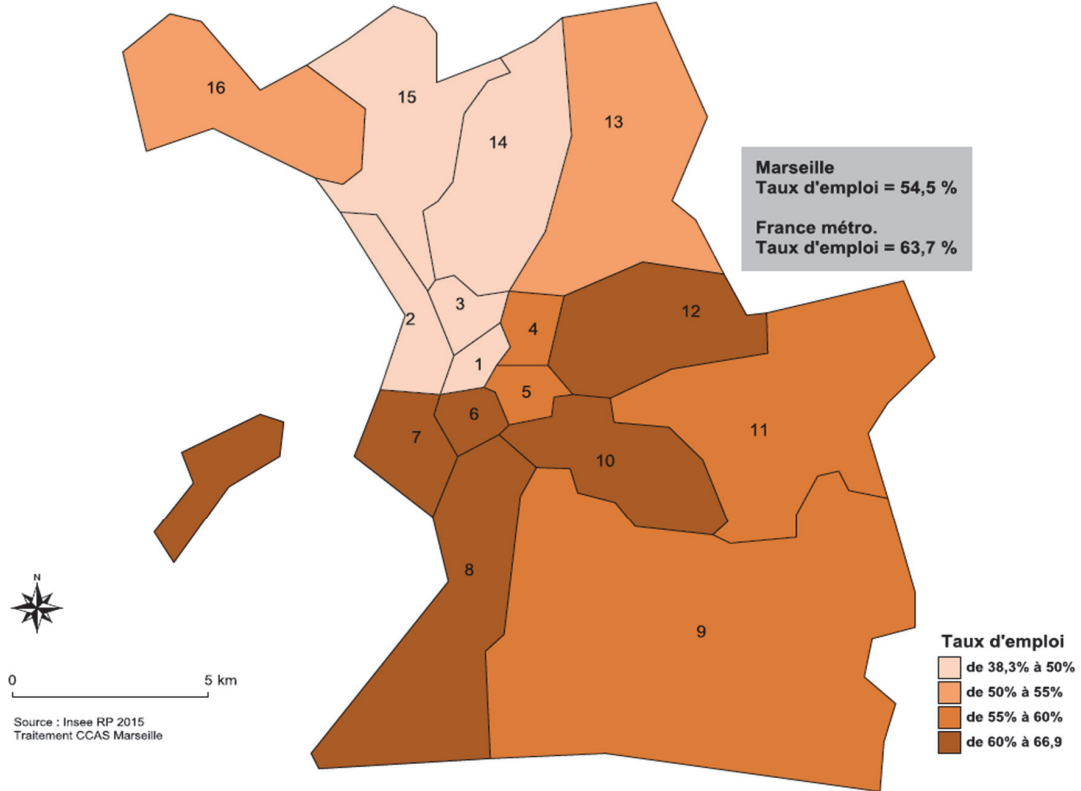 16
15
14
13
Marseille
Taux d'emploi = 54,5 %
France métro.
Taux d'emploi = 63,7 %
3
2
4
12
1
5
6
7
11
10
8
9
N
0 5 km
Source : Insee RP 2015
Traitement CCAS Marseille
Taux d'emploi
de 38,3% à 50%
de 50% à 55%
de 55% à 60%
de 60% à 66,9